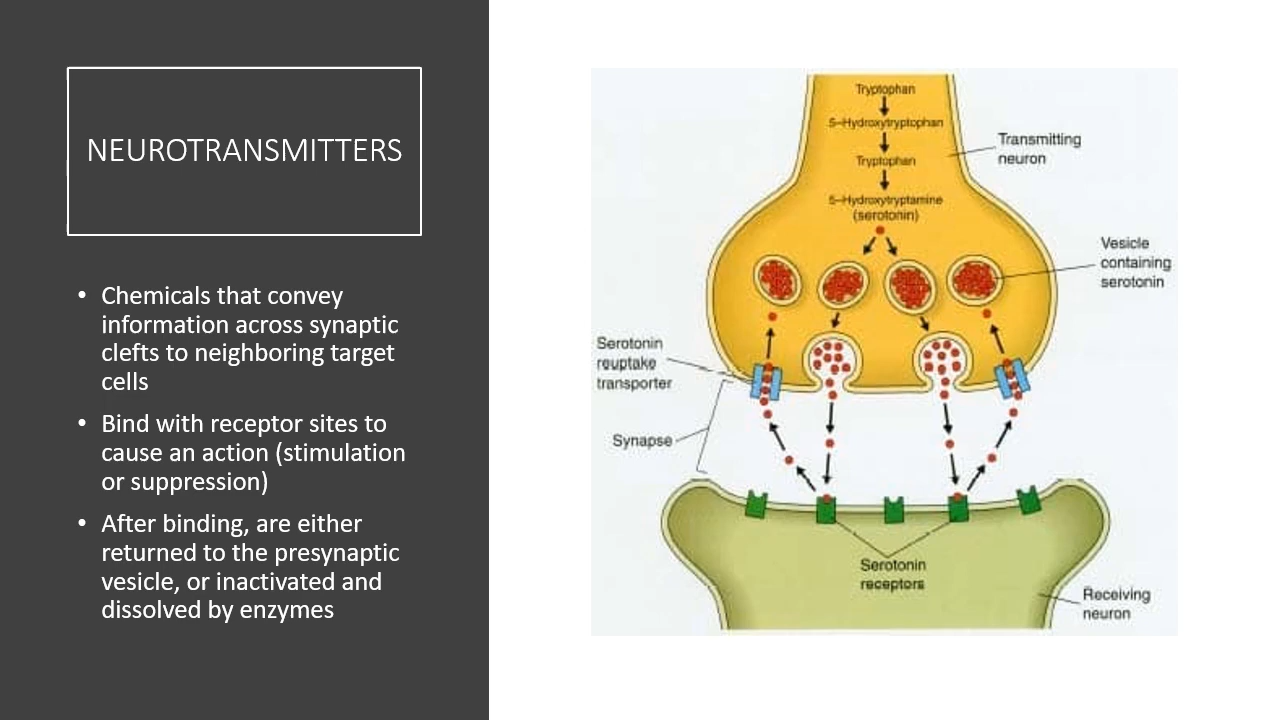 NEUROTRANSMITTERS
• Chemicals that convey
information across synaptic
clefts to neighboring target
cells
• Bind with receptor sites to
cause an action (stimulation
or suppression)
• After binding, are either
returned to the presynaptic
vesicle, or inactivated and
dissolved by enzymes
Tryptophan
5-Hydroxytryptophan
Tryptophan
5-Hydroxytryptamine
(serotonin)
Transmitting
neuron
Vesicle
containing
serotonin
Serotonin
reuptake
transporter
Synapse
Serotonin
receptors
Receiving
neuron